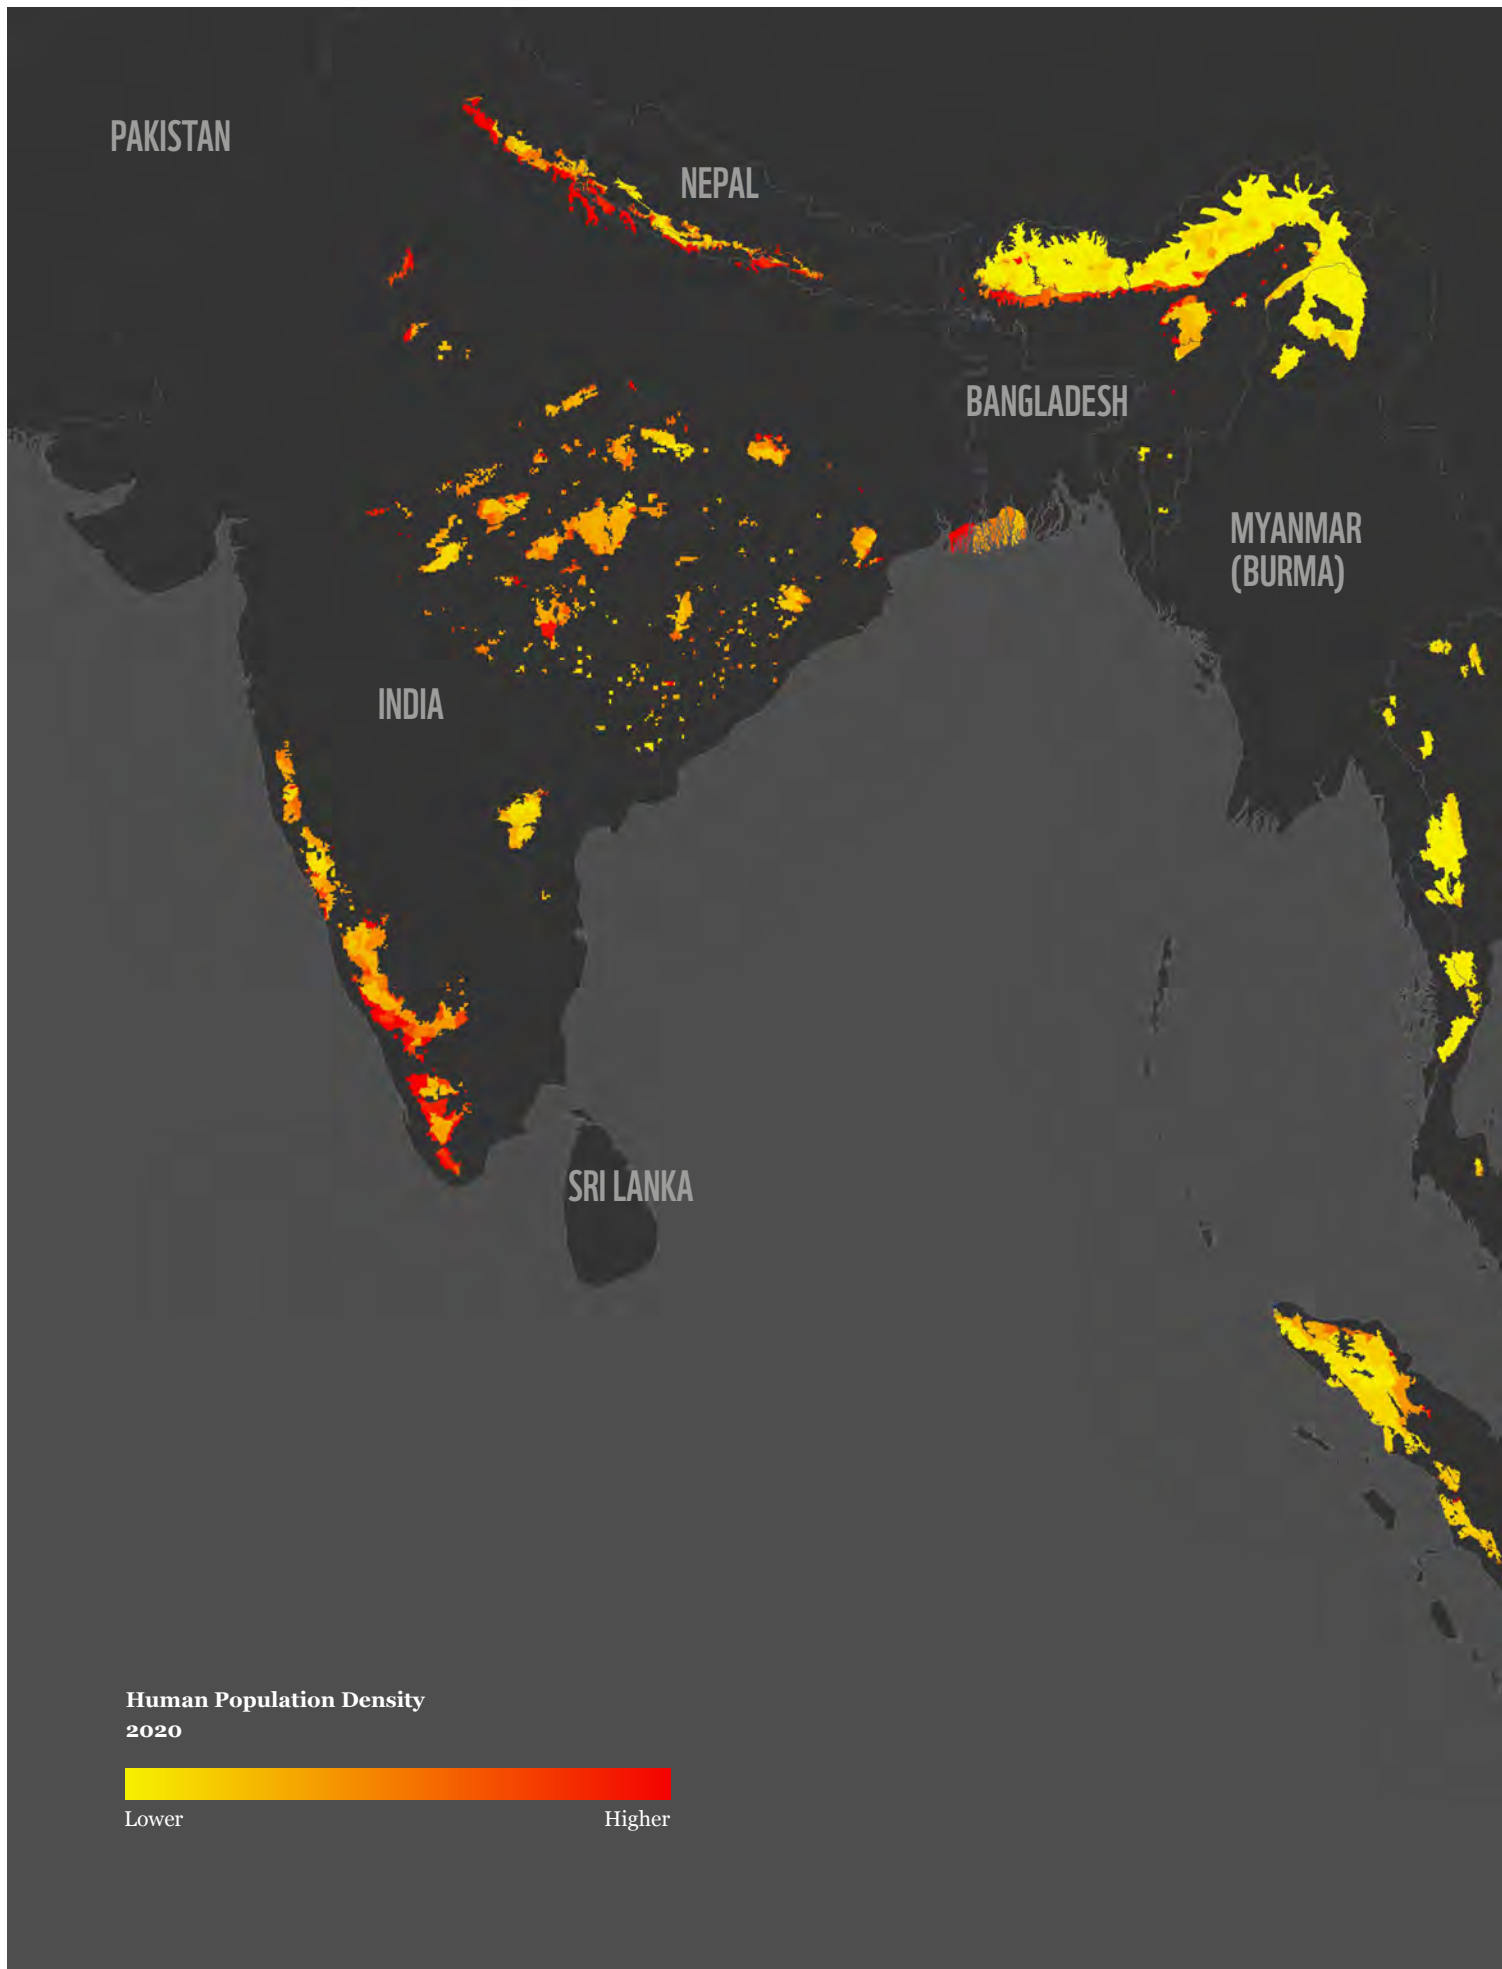 PAKISTAN
NEPAL
BANGLADESH
MYANMAR
(BURMA)
INDIA
SRI LANKA
Human Population Density
2020
Lower
Higher